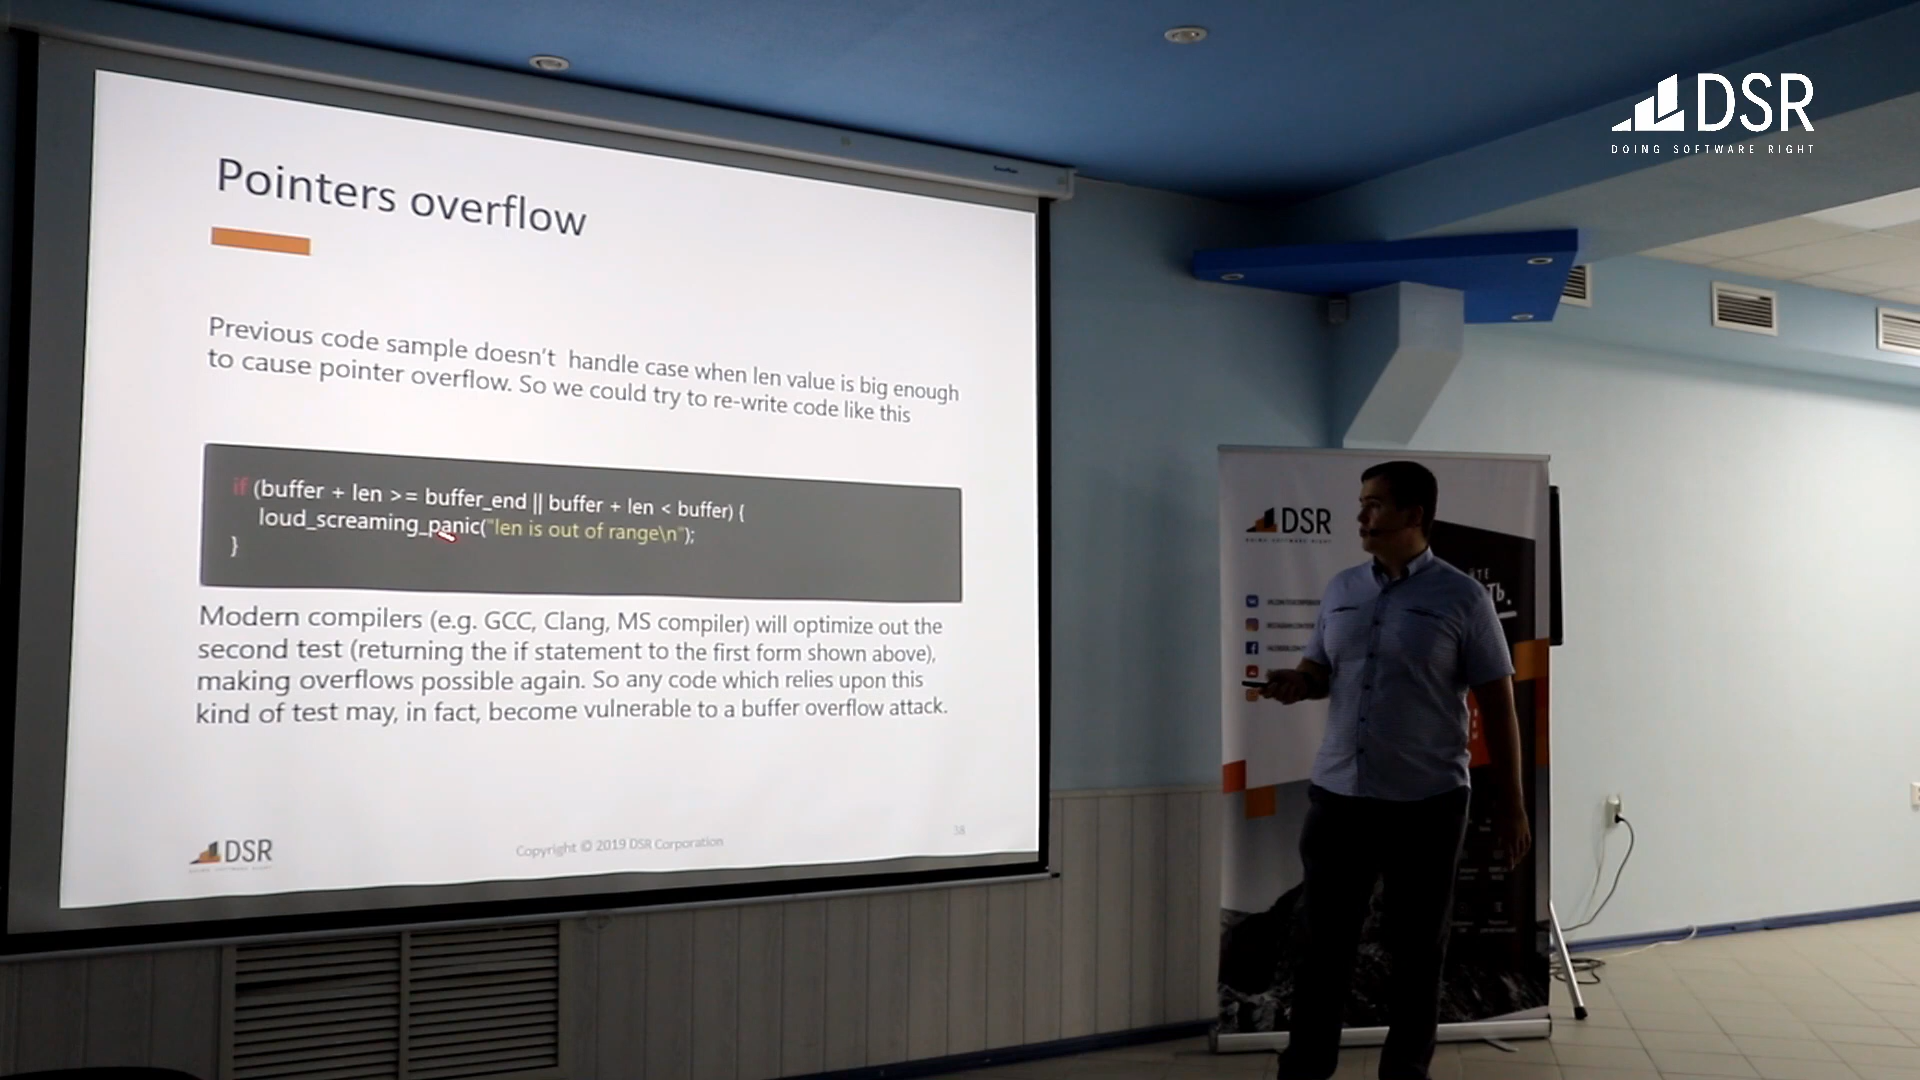 DSR
DOING SOFTWARE RIGHT
Pointers overflow
Previous code sample doesn't handle case when len value is big enough
to cause pointer overflow. So we could try to re-write code like this
if (buffer + len >= buffer_end || buffer + len < buffer) {
loud_screaming_panic("len is out of range\n");
}
Modern compilers (e.g. GCC, Clang, MS compiler) will optimize out the
second test (returning the if statement to the first form shown above),
making overflows possible again. So any code which relies upon this
kind of test may, in fact, become vulnerable to a buffer overflow attack.
DSR
Copyright © 2019 DSR Corporation
38
DSR
DOING SOFTWARE RIGHT